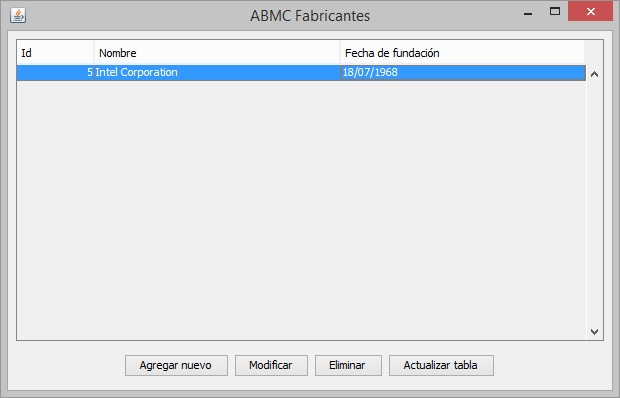 ABMC Fabricantes
Id Nombre Fecha de fundación
5 Intel Corporation 18/07/1968
Agregar nuevo Modificar Eliminar Actualizar tabla